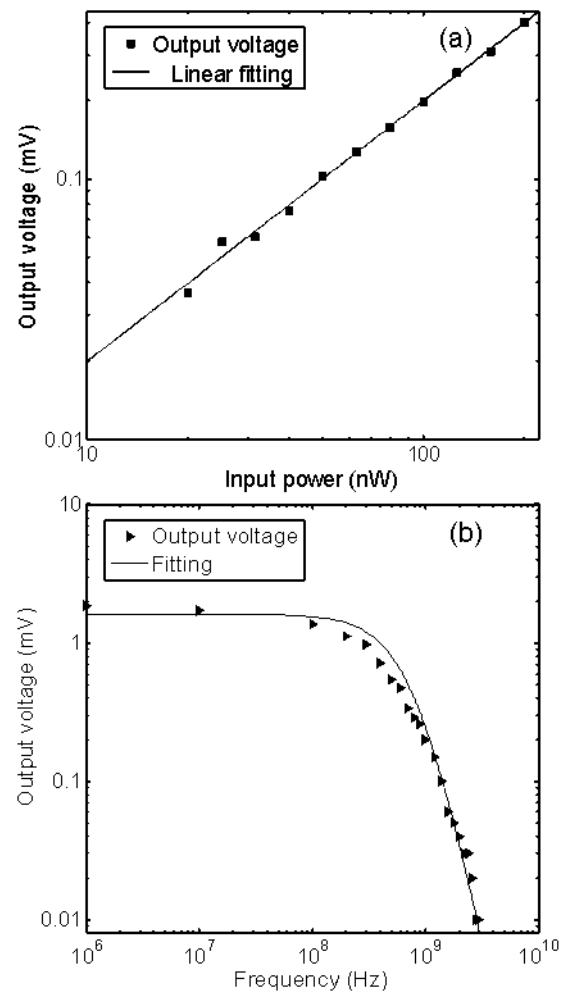 (a)
Output voltage
Linear fitting
Output voltage (mV)
0.1
0.01
10
100
Input power (nW)
(b)
Output voltage
Fitting
Output voltage (mV)
10
1
0.1
0.01
10^6
10^7
10^8
10^9
10^10
Frequency (Hz)